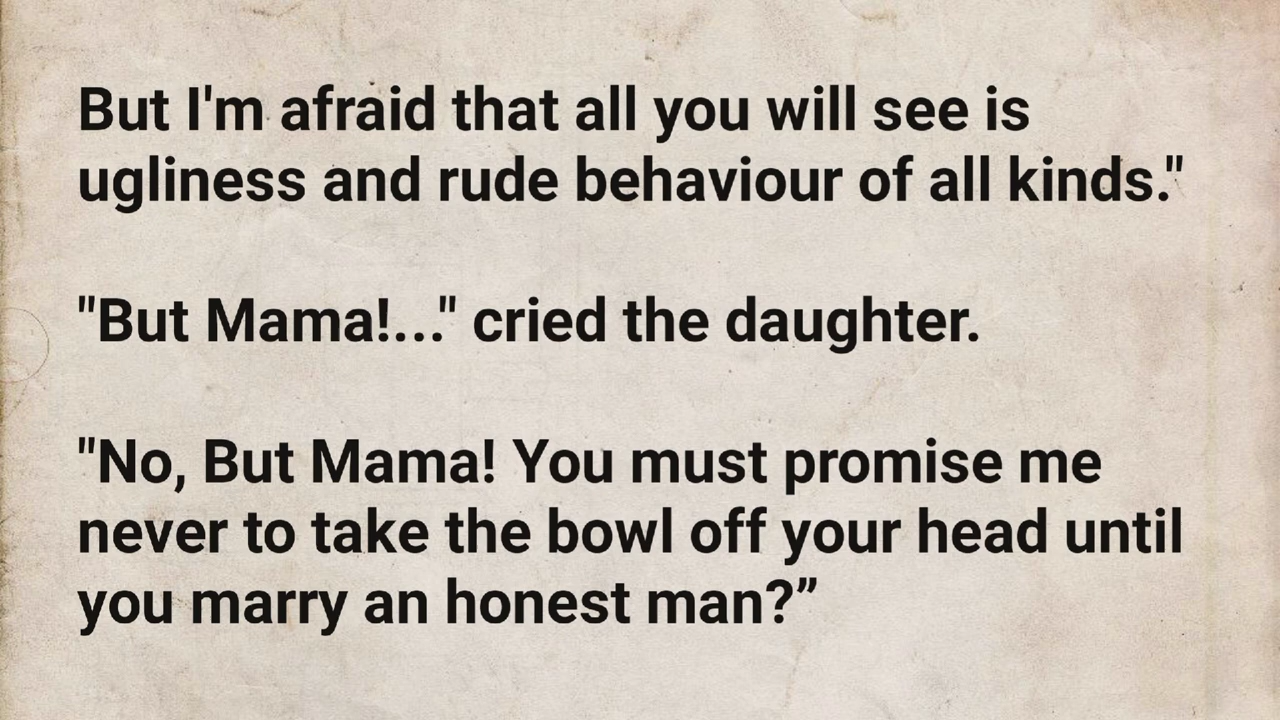 But I'm afraid that all you will see is
ugliness and rude behaviour of all kinds."
"But Mama!..." cried the daughter.
"No, But Mama! You must promise me
never to take the bowl off your head until
you marry an honest man?”